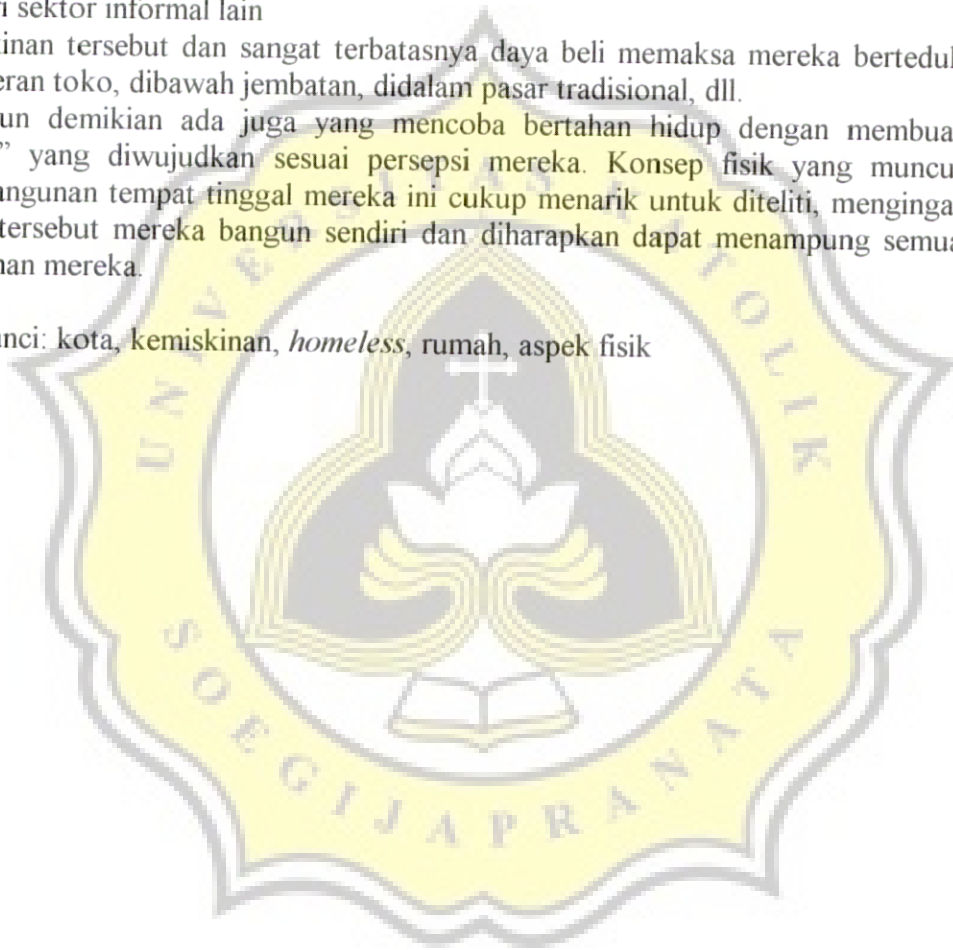 i sektor informal lain
inan tersebut dan sangat terbatasnya daya beli memaksa mereka berteduh
eran toko, dibawah jembatan, didalam pasar tradisional, dll.
un demikian ada juga yang mencoba bertahan hidup dengan membua
” yang diwujudkan sesuai persepsi mereka. Konsep fisik yang muncu
angunan tempat tinggal mereka ini cukup menarik untuk diteliti, menginga
tersebut mereka bangun sendiri dan diharapkan dapat menampung semua
nan mereka.
nci: kota, kemiskinan, homeless, rumah, aspek fisik
UNIVERSITAS KATOLIK
SOEGIJAPRANATA